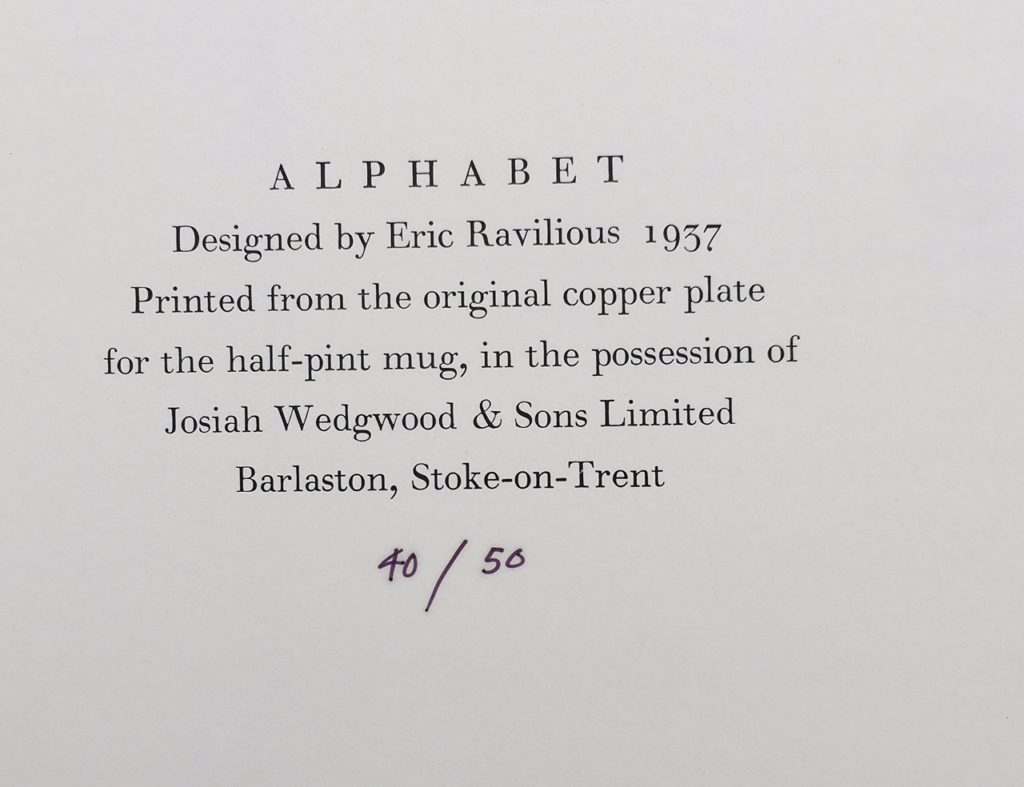 ALPHABET
Designed by Eric Ravilious 1937
Printed from the original copper plate
for the half-pint mug, in the possession of
Josiah Wedgwood & Sons Limited
Barlaston, Stoke-on-Trent
40 / 50